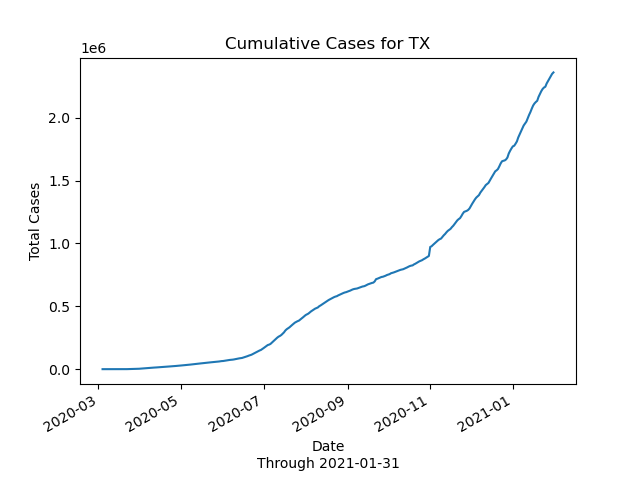 Cumulative Cases for TX
1e6
2.0
1.5
1.0
0.5
0.0
Total Cases
2020-03
2020-05
2020-07
2020-09
2020-11
2021-01
Date
Through 2021-01-31